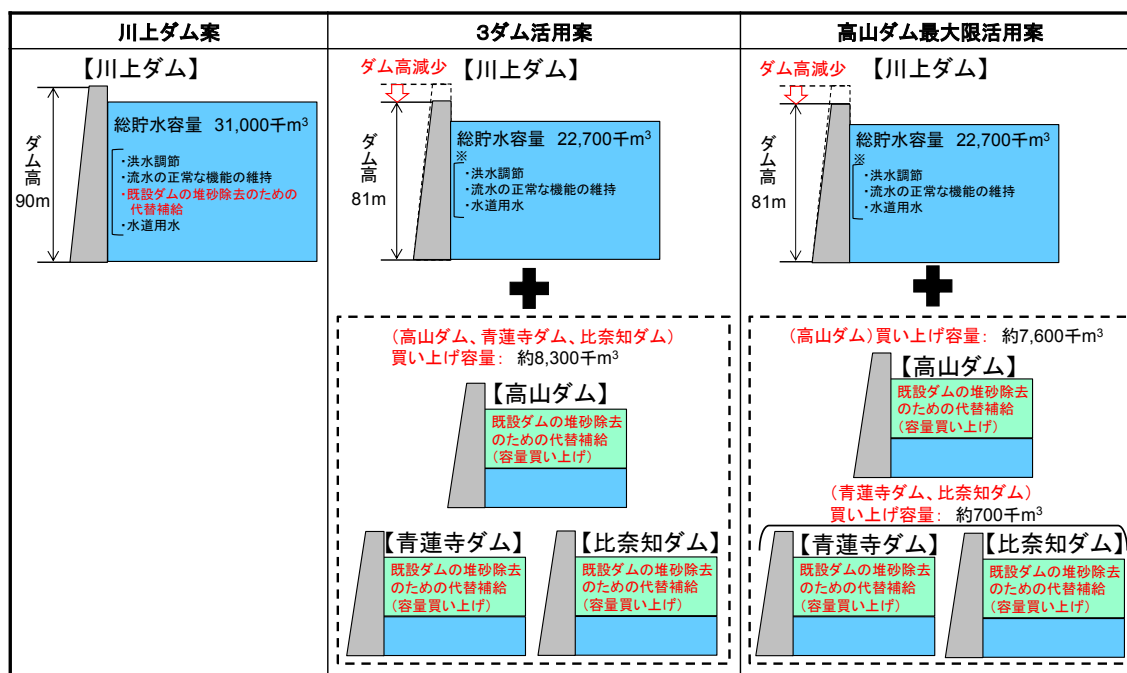 川上ダム案
【川上ダム】
ダム高
90m
総貯水容量 31,000千m³
・洪水調節
・流水の正常な機能の維持
・既設ダムの堆砂除去のための
代替補給
・水道用水
3ダム活用案
ダム高減少
【川上ダム】
ダム高
81m
総貯水容量 22,700千m³
※
・洪水調節
・流水の正常な機能の維持
・水道用水
(高山ダム、青蓮寺ダム、比奈知ダム)
買い上げ容量: 約8,300千m³
【高山ダム】
既設ダムの堆砂除去
のための代替補給
(容量買い上げ)
【青蓮寺ダム】
既設ダムの堆砂除去
のための代替補給
(容量買い上げ)
【比奈知ダム】
既設ダムの堆砂除去
のための代替補給
(容量買い上げ)
高山ダム最大限活用案
ダム高減少
【川上ダム】
ダム高
81m
総貯水容量 22,700千m³
※
・洪水調節
・流水の正常な機能の維持
・水道用水
(高山ダム)買い上げ容量: 約7,600千m³
【高山ダム】
既設ダムの堆砂除去
のための代替補給
(容量買い上げ)
(青蓮寺ダム、比奈知ダム)
買い上げ容量: 約700千m³
【青蓮寺ダム】
既設ダムの堆砂除去
のための代替補給
(容量買い上げ)
【比奈知ダム】
既設ダムの堆砂除去
のための代替補給
(容量買い上げ)